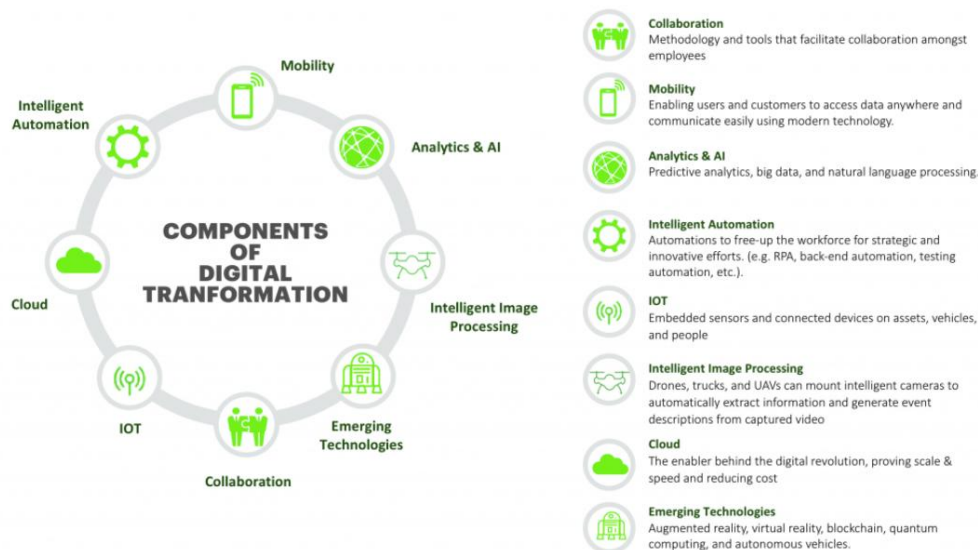 Mobility
Intelligent
Automation
Analytics & AI
COMPONENTS
OF
DIGITAL
TRANFORMATION
Cloud
Intelligent Image
Processing
IOT
Emerging
Technologies
Collaboration
Collaboration
Methodology and tools that facilitate collaboration amongst
employees
Mobility
Enabling users and customers to access data anywhere and
communicate easily using modern technology.
Analytics & AI
Predictive analytics, big data, and natural language processing.
Intelligent Automation
Automations to free-up the workforce for strategic and
innovative efforts. (e.g. RPA, back-end automation, testing
automation, etc.).
IOT
Embedded sensors and connected devices on assets, vehicles,
and people
Intelligent Image Processing
Drones, trucks, and UAVs can mount intelligent cameras to
automatically extract information and generate event
descriptions from captured video
Cloud
The enabler behind the digital revolution, proving scale &
speed and reducing cost
Emerging Technologies
Augmented reality, virtual reality, blockchain, quantum
computing, and autonomous vehicles.